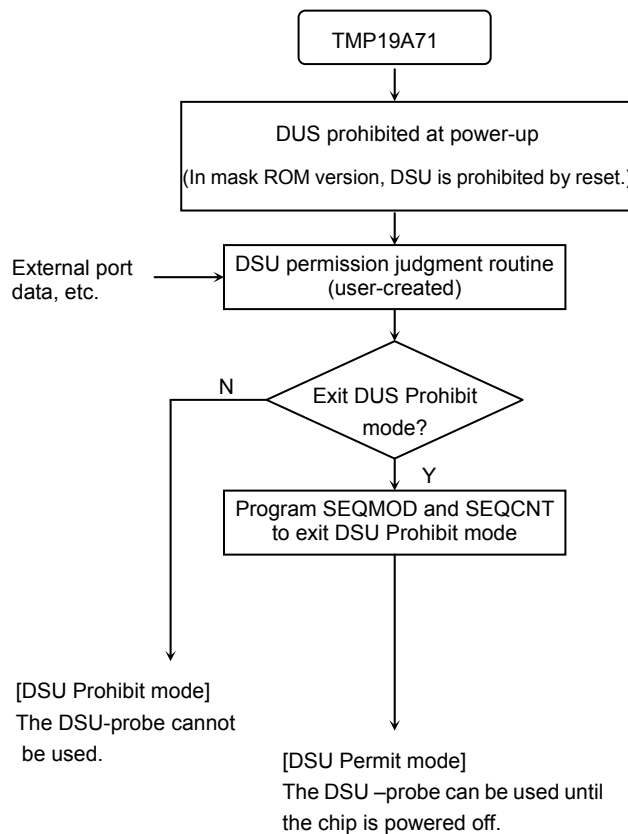 TMP19A71
DUS prohibited at power-up
(In mask ROM version, DSU is prohibited by reset.)
External port
data, etc.
DSU permission judgment routine
(user-created)
N
Exit DUS Prohibit
mode?
Y
Program SEQMOD and SEQCNT
to exit DSU Prohibit mode
[DSU Prohibit mode]
The DSU-probe cannot
be used.
[DSU Permit mode]
The DSU –probe can be used until
the chip is powered off.